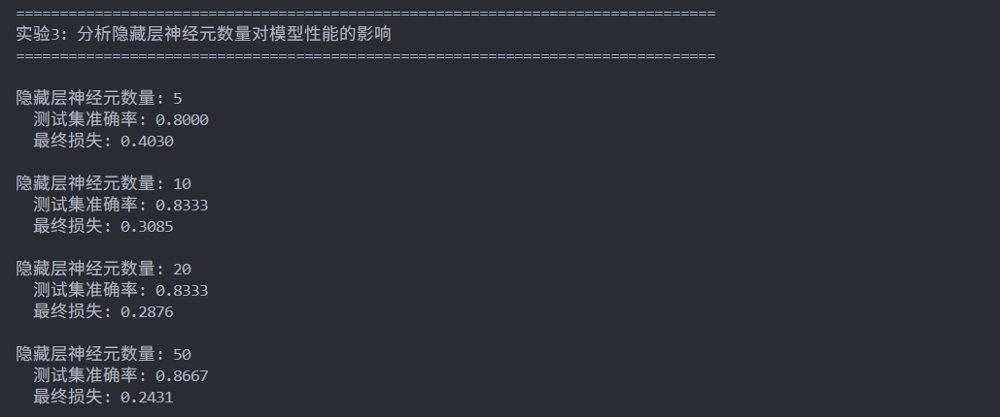 ================================================================================
实验3: 分析隐藏层神经元数量对模型性能的影响
================================================================================
隐藏层神经元数量: 5
测试集准确率: 0.8000
最终损失: 0.4030
隐藏层神经元数量: 10
测试集准确率: 0.8333
最终损失: 0.3085
隐藏层神经元数量: 20
测试集准确率: 0.8333
最终损失: 0.2876
隐藏层神经元数量: 50
测试集准确率: 0.8667
最终损失: 0.2431